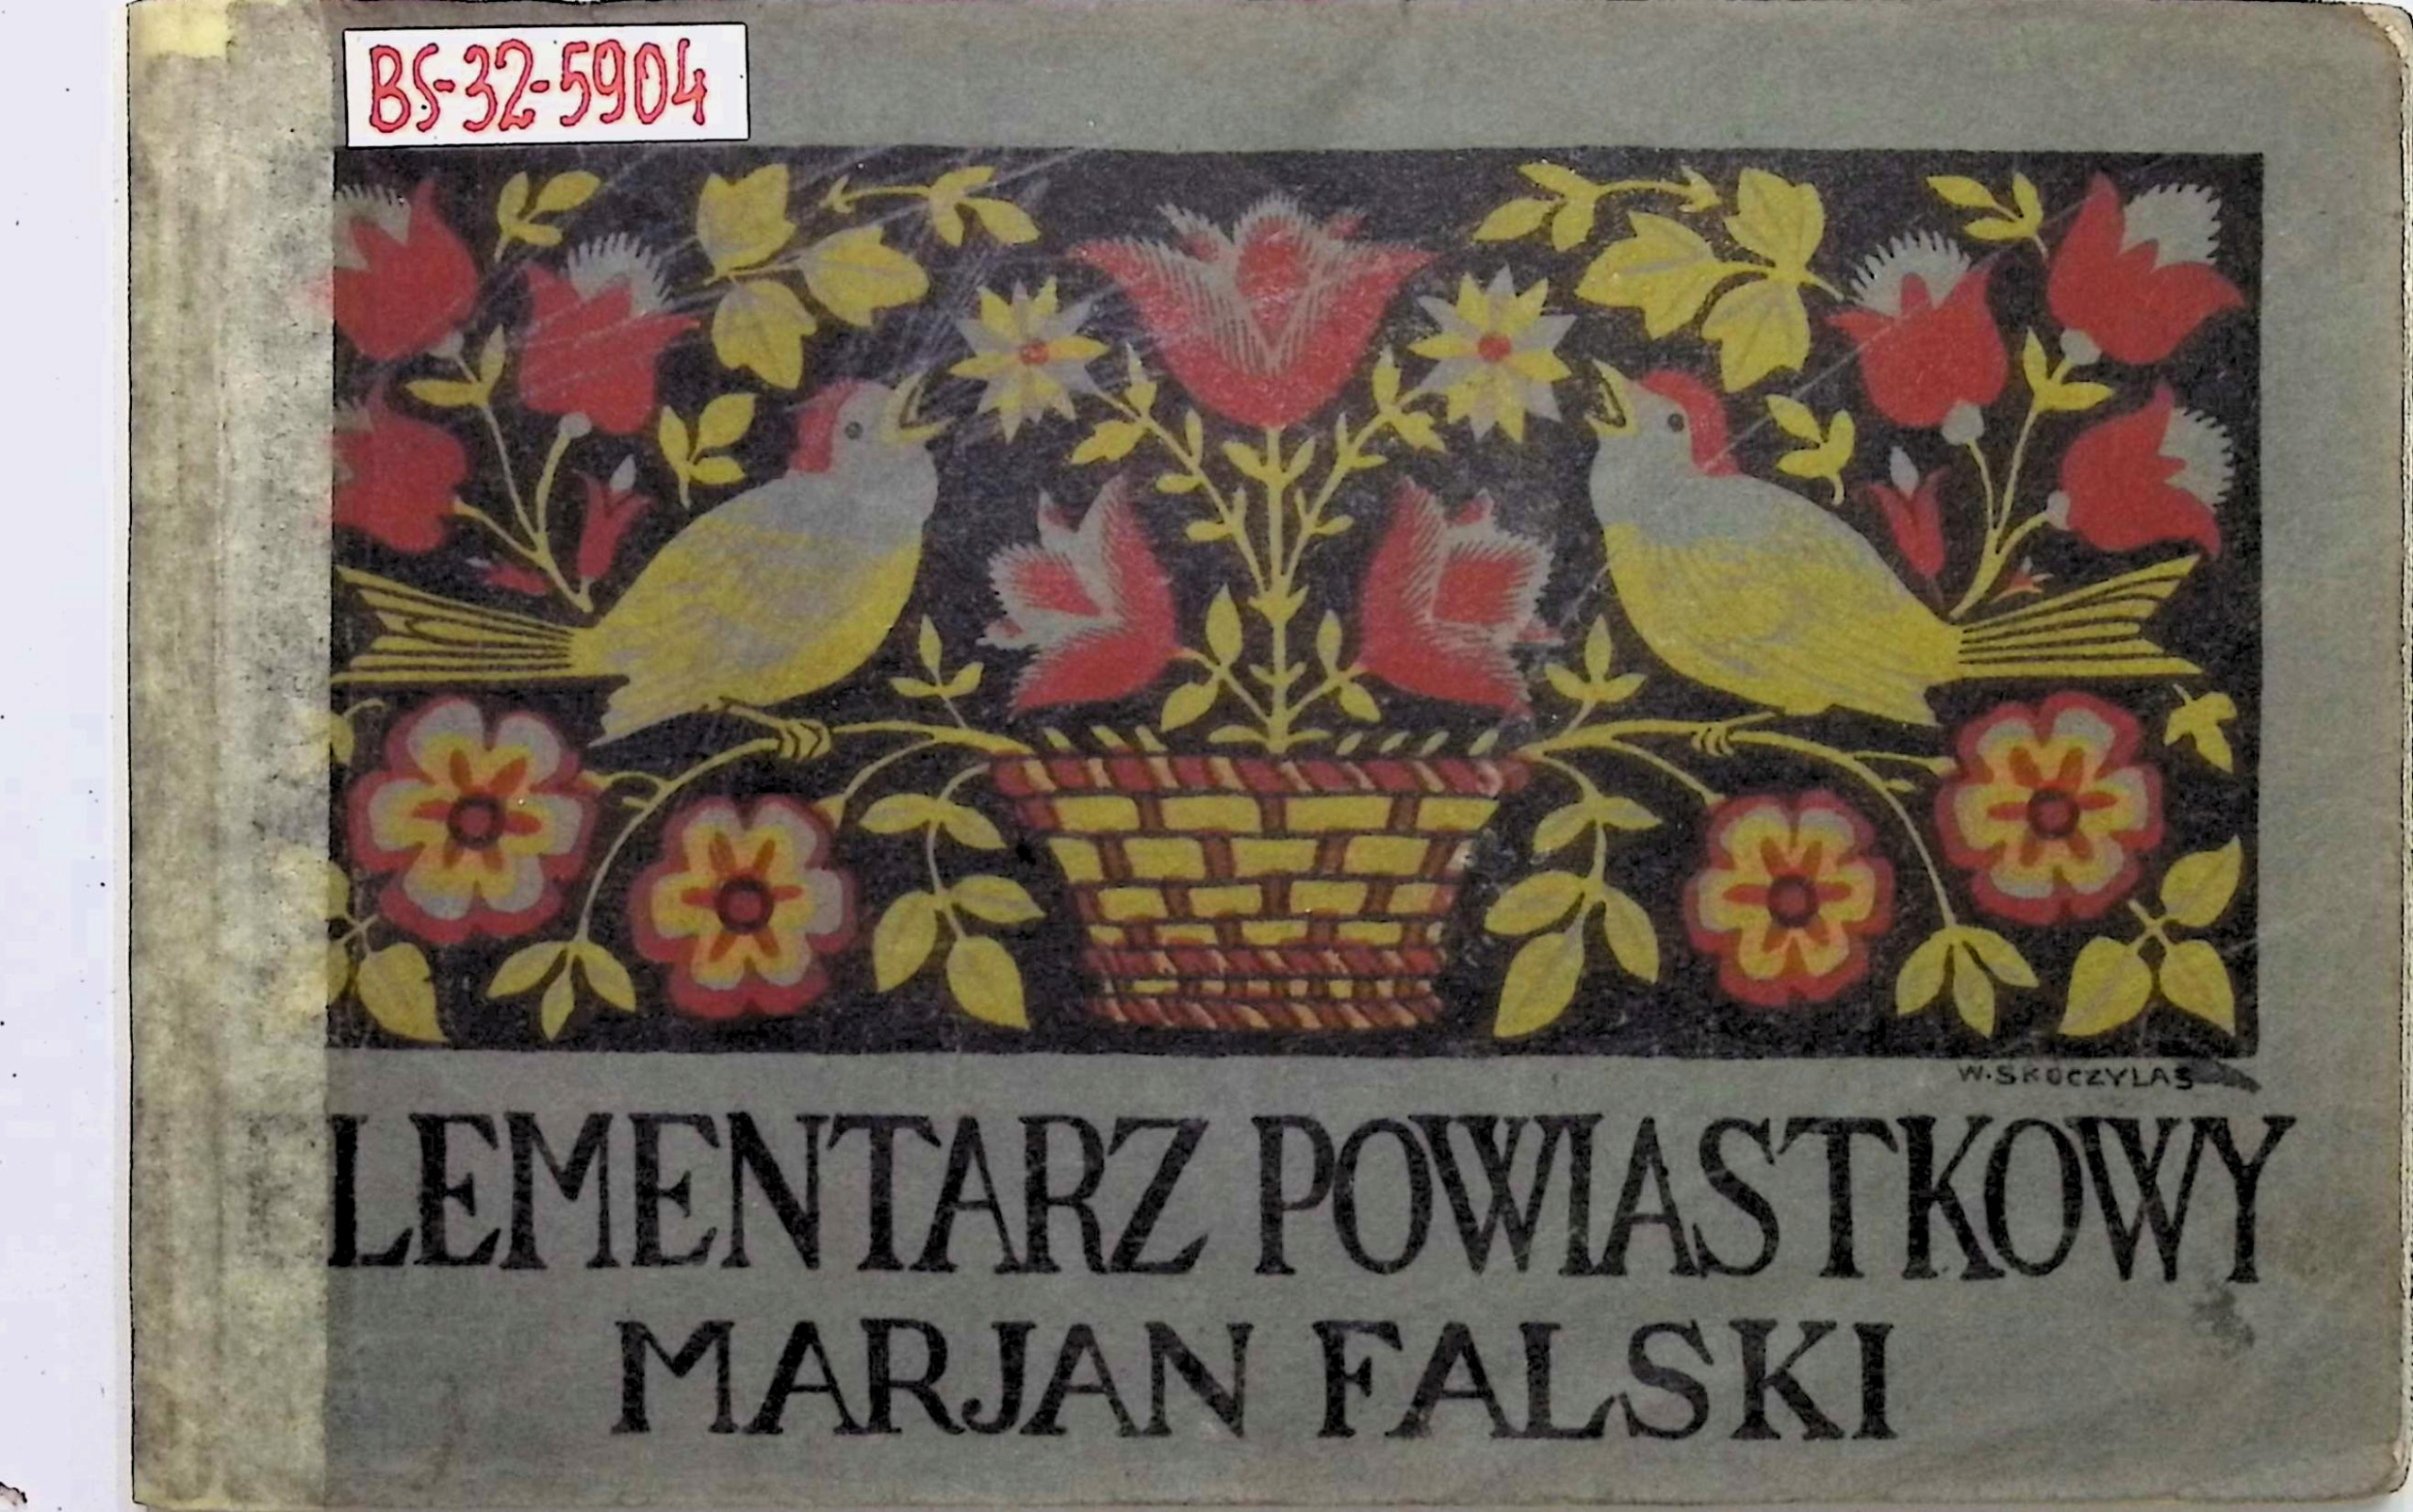 BS-32-5904
W. SKOCZYLAS
LEMENTARZ POWIASTKOWY
MARJAN FALSKI